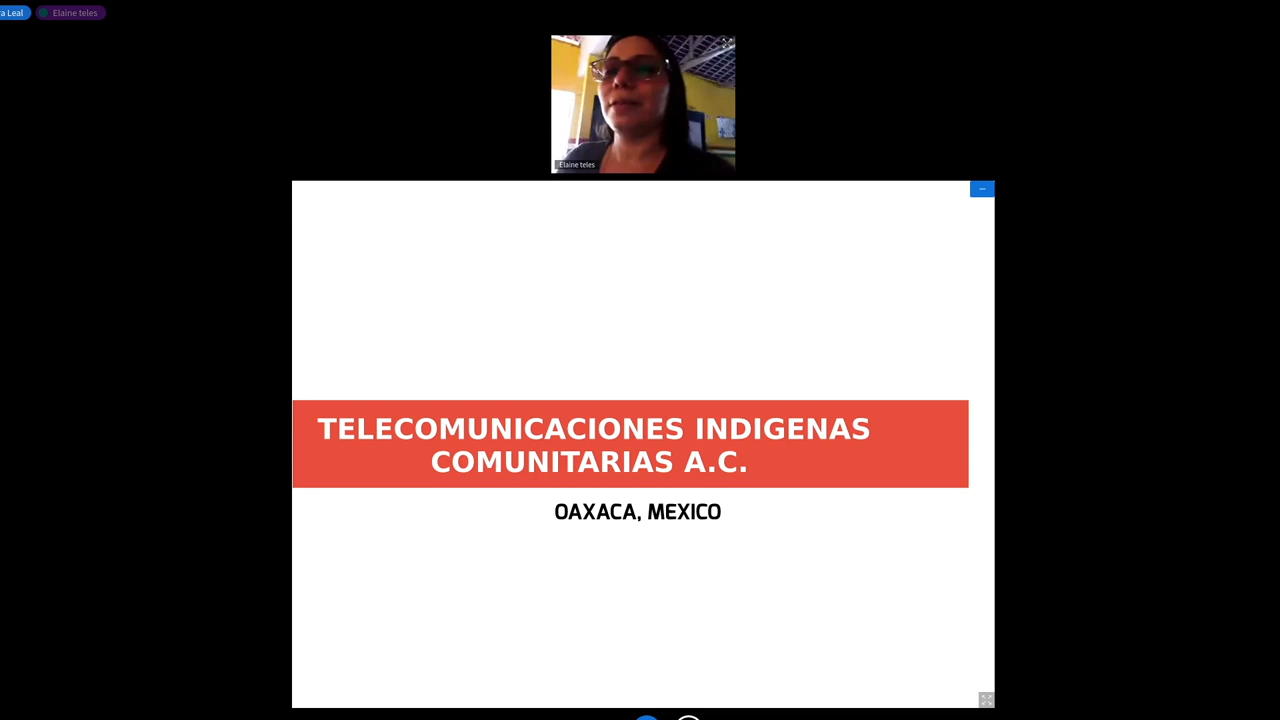 a Leal
Elaine teles
Elaine teles
TELECOMUNICACIONES INDIGENAS
COMUNITARIAS A.C.
OAXACA, MEXICO